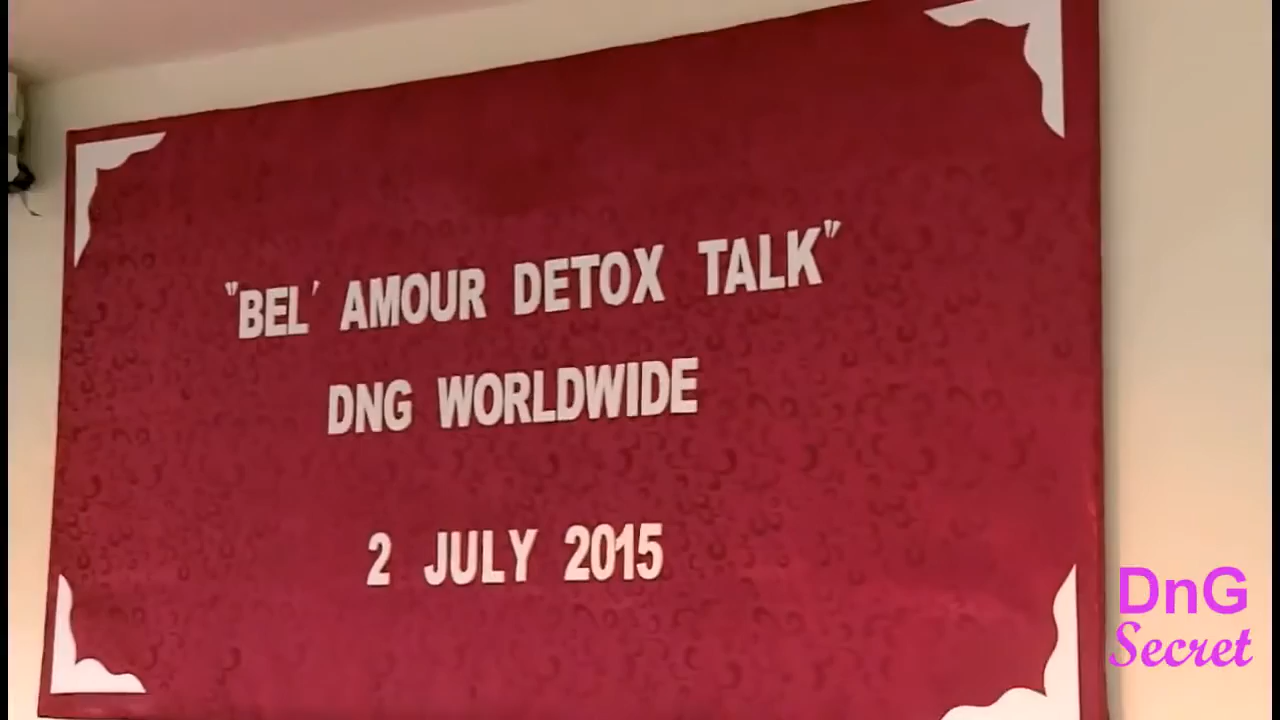 "BEL' AMOUR DETOX TALK"
DNG WORLDWIDE
2 JULY 2015
DnG
Secret